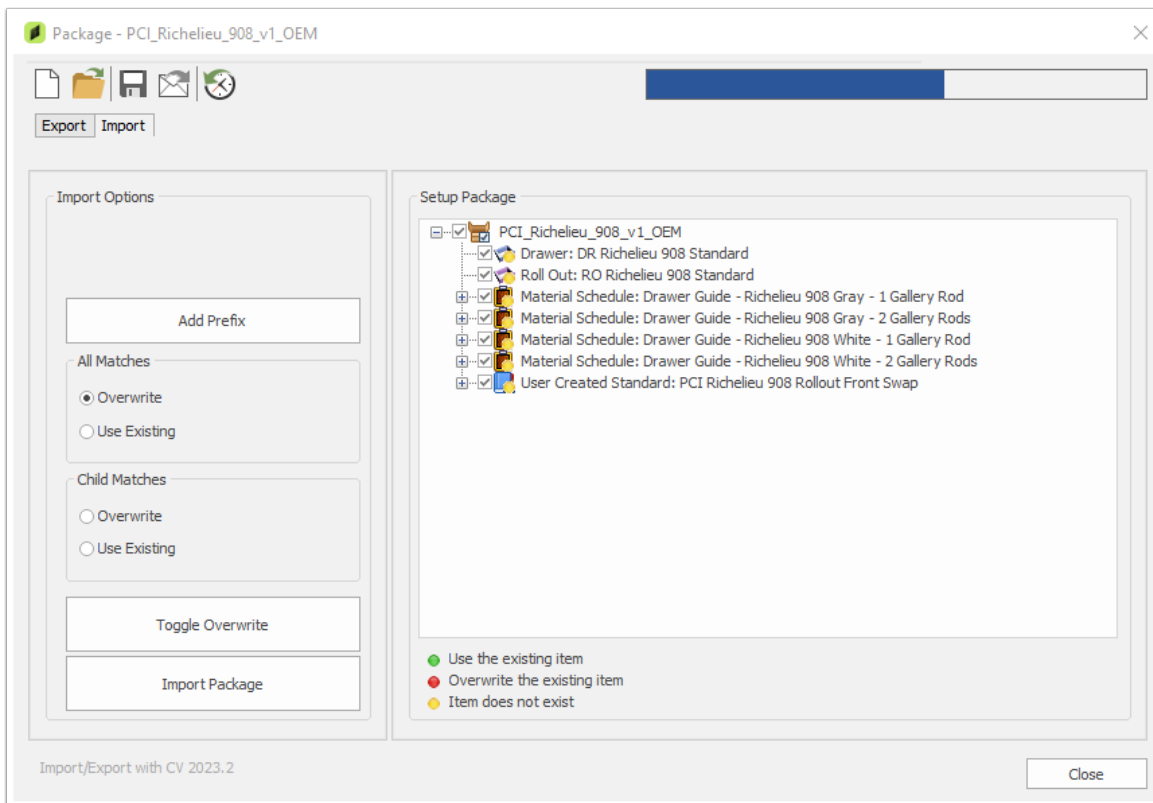 Package - PCI_Richelieu_908_v1_OEM
Export Import
Import Options
Add Prefix
All Matches
Overwrite
Use Existing
Child Matches
Overwrite
Use Existing
Toggle Overwrite
Import Package
Setup Package
PCI_Richelieu_908_v1_OEM
Drawer: DR Richelieu 908 Standard
Roll Out: RO Richelieu 908 Standard
Material Schedule: Drawer Guide - Richelieu 908 Gray - 1 Gallery Rod
Material Schedule: Drawer Guide - Richelieu 908 Gray - 2 Gallery Rods
Material Schedule: Drawer Guide - Richelieu 908 White - 1 Gallery Rod
Material Schedule: Drawer Guide - Richelieu 908 White - 2 Gallery Rods
User Created Standard: PCI Richelieu 908 Rollout Front Swap
Use the existing item
Overwrite the existing item
Item does not exist
Import/Export with CV 2023.2
Close